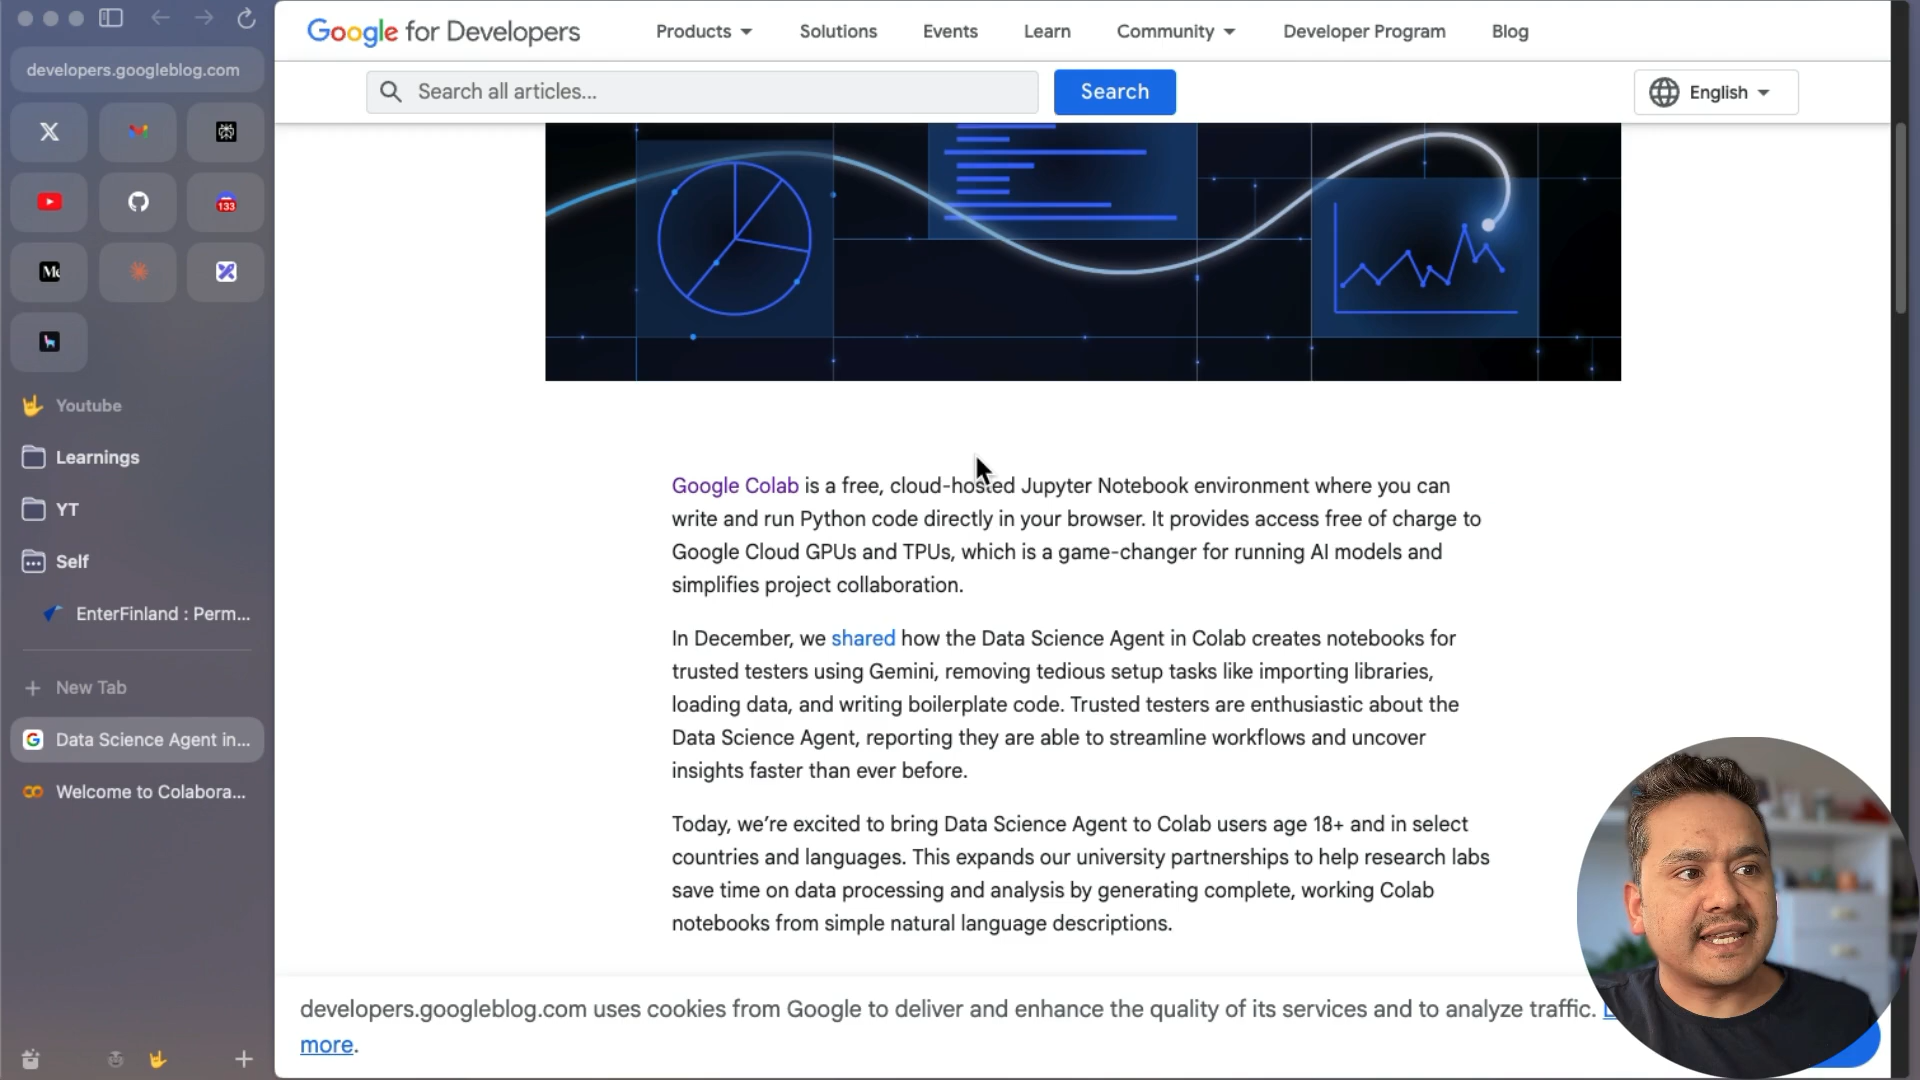 developers.googleblog.com
133
Youtube
Learnings
YT
Self
EnterFinland : Perm...
New Tab
Data Science Agent in...
Welcome to Colabora...
Google for Developers
Products
Solutions
Events
Learn
Community
Developer Program
Blog
Search all articles...
Search
English
Google Colab is a free, cloud-hosted Jupyter Notebook environment where you can
write and run Python code directly in your browser. It provides access free of charge to
Google Cloud GPUs and TPUs, which is a game-changer for running AI models and
simplifies project collaboration.
In December, we shared how the Data Science Agent in Colab creates notebooks for
trusted testers using Gemini, removing tedious setup tasks like importing libraries,
loading data, and writing boilerplate code. Trusted testers are enthusiastic about the
Data Science Agent, reporting they are able to streamline workflows and uncover
insights faster than ever before.
Today, we’re excited to bring Data Science Agent to Colab users age 18+ and in select
countries and languages. This expands our university partnerships to help research labs
save time on data processing and analysis by generating complete, working Colab
notebooks from simple natural language descriptions.
developers.googleblog.com uses cookies from Google to deliver and enhance the quality of its services and to analyze traffic.
more.